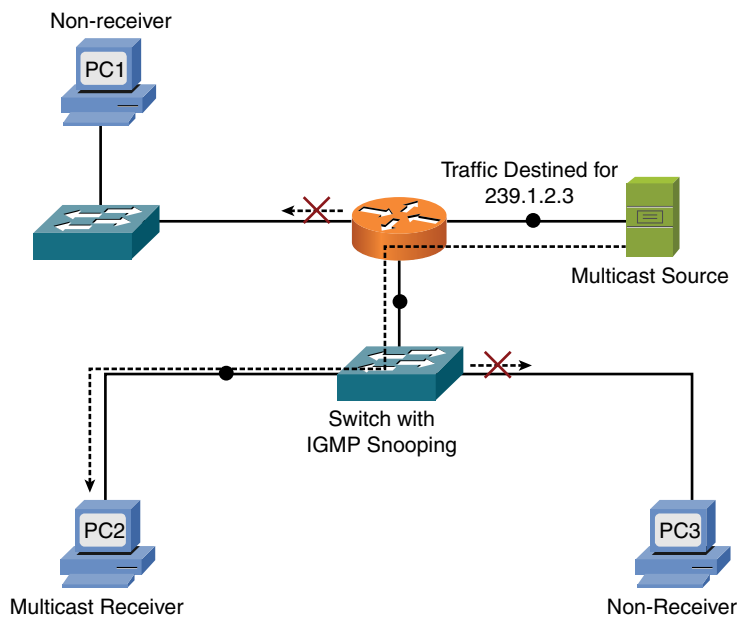 Non-receiver
PC1
Traffic Destined for
239.1.2.3
Multicast Source
Switch with
IGMP Snooping
PC2
PC3
Multicast Receiver
Non-Receiver